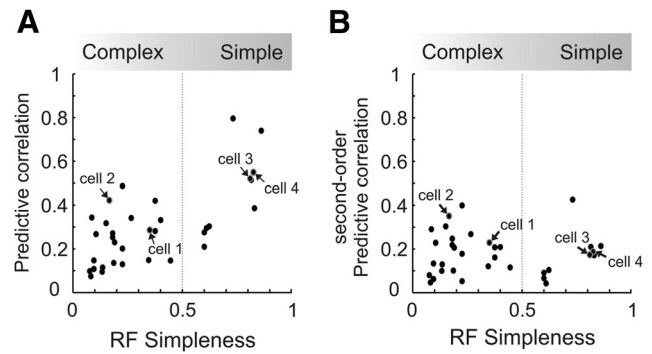 A
Complex Simple
1
0.8
0.6
0.4
0.2
0
Predictive correlation
cell 2
cell 3
cell 4
cell 1
0 0.5 1
RF Simpleness
B
Complex Simple
1
0.8
0.6
0.4
0.2
0
second-order
Predictive correlation
cell 2
cell 1
cell 3
cell 4
0 0.5 1
RF Simpleness